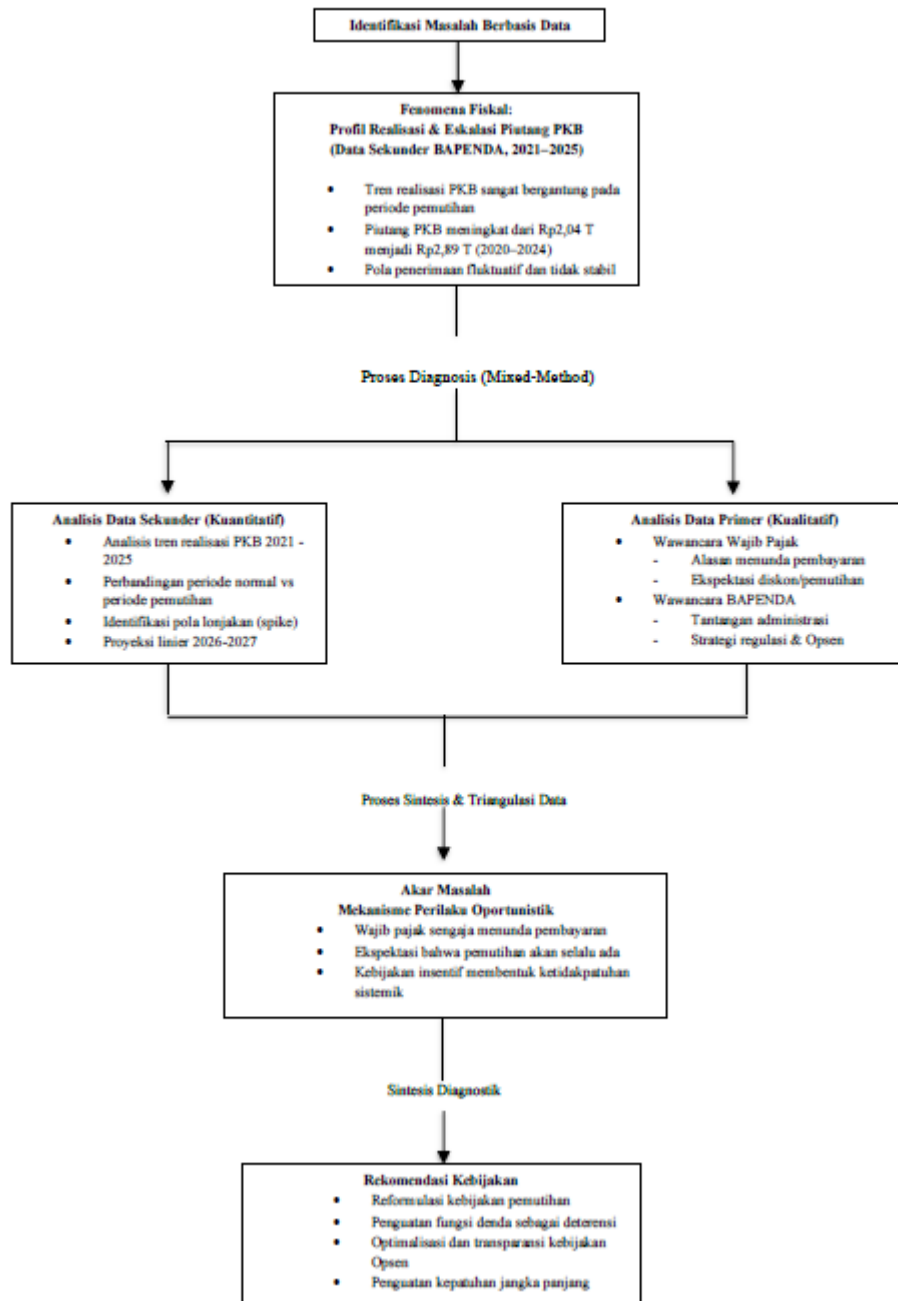 Identifikasi Masalah Berbasis Data
Fenomena Fiskal:
Profil Realisasi & Eskalasi Piutang PKB
(Data Sekunder BAPENDA, 2021–2025)
• Tren realisasi PKB sangat bergantung pada
periode pemutihan
• Piutang PKB meningkat dari Rp2,04 T
menjadi Rp2,89 T (2020–2024)
• Pola penerimaan fluktuatif dan tidak stabil
Proses Diagnosis (Mixed-Method)
Analisis Data Sekunder (Kuantitatif)
• Analisis tren realisasi PKB 2021 -
2025
• Perbandingan periode normal vs
periode pemutihan
• Identifikasi pola lonjakan (spike)
• Proyeksi linier 2026-2027
Analisis Data Primer (Kualitatif)
• Wawancara Wajib Pajak
- Alasan menunda pembayaran
- Ekspektasi diskon/pemutihan
• Wawancara BAPENDA
- Tantangan administrasi
- Strategi regulasi & Opsen
Proses Sintesis & Triangulasi Data
Akar Masalah
Mekanisme Perilaku Oportunistik
• Wajib pajak sengaja menunda pembayaran
• Ekspektasi bahwa pemutihan akan selalu ada
• Kebijakan insentif membentuk ketidakpatuhan
sistemik
Sintesis Diagnostik
Rekomendasi Kebijakan
• Reformulasi kebijakan pemutihan
• Penguatan fungsi denda sebagai deterensi
• Optimalisasi dan transparansi kebijakan
Opsen
• Penguatan kepatuhan jangka panjang